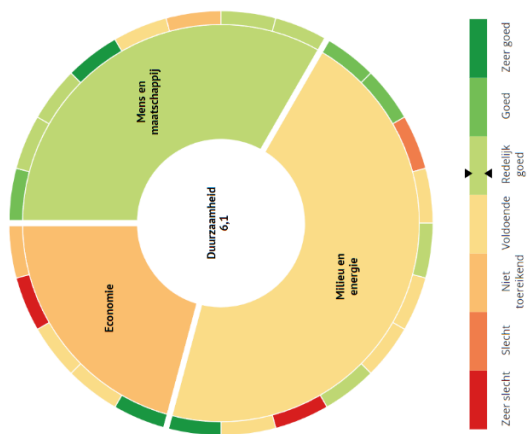 Mens en
maatschappij
Duurzaamheid
6,1
Milieu en
energie
Economie
Zeer slecht
Slecht
Niet
toereikend
Voldoende
Redelijk
goed
Goed
Zeer goed